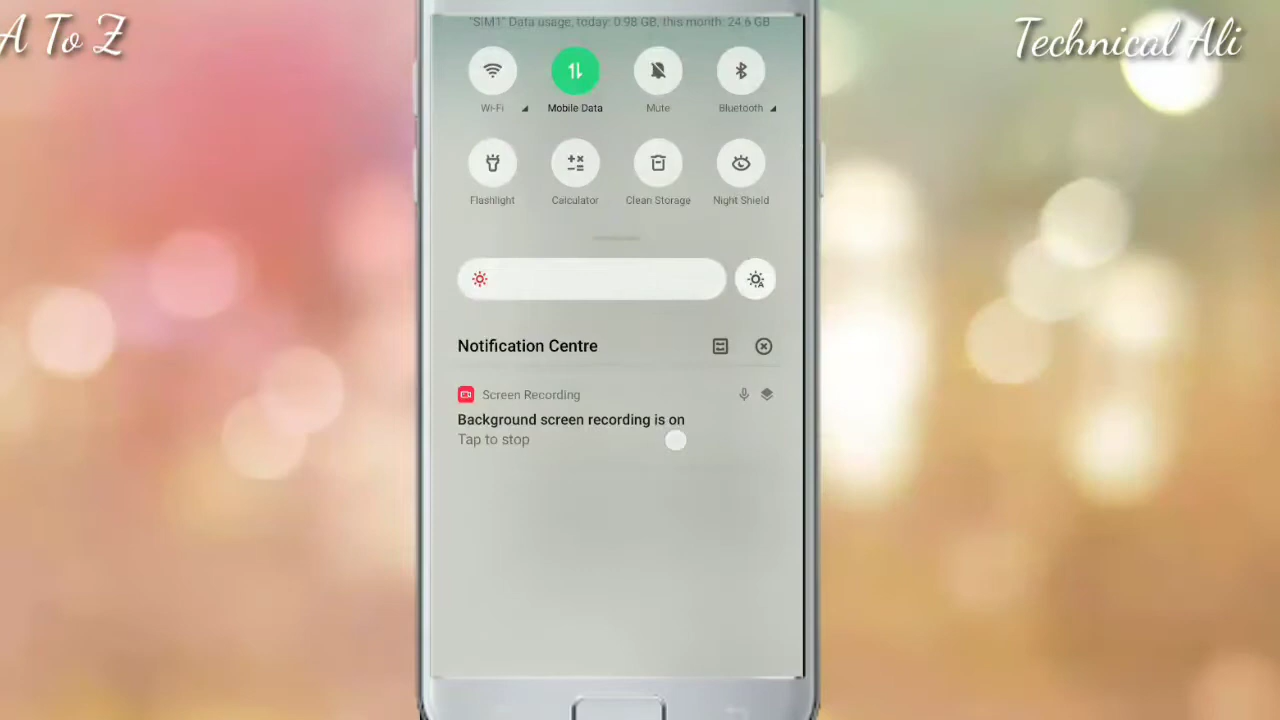 A To Z
Technical Ali
"SIM1" Data usage, today: 0.98 GB, this month: 24.6 GB
Wi-Fi
Mobile Data
Mute
Bluetooth
Flashlight
Calculator
Clean Storage
Night Shield
Notification Centre
Screen Recording
Background screen recording is on
Tap to stop